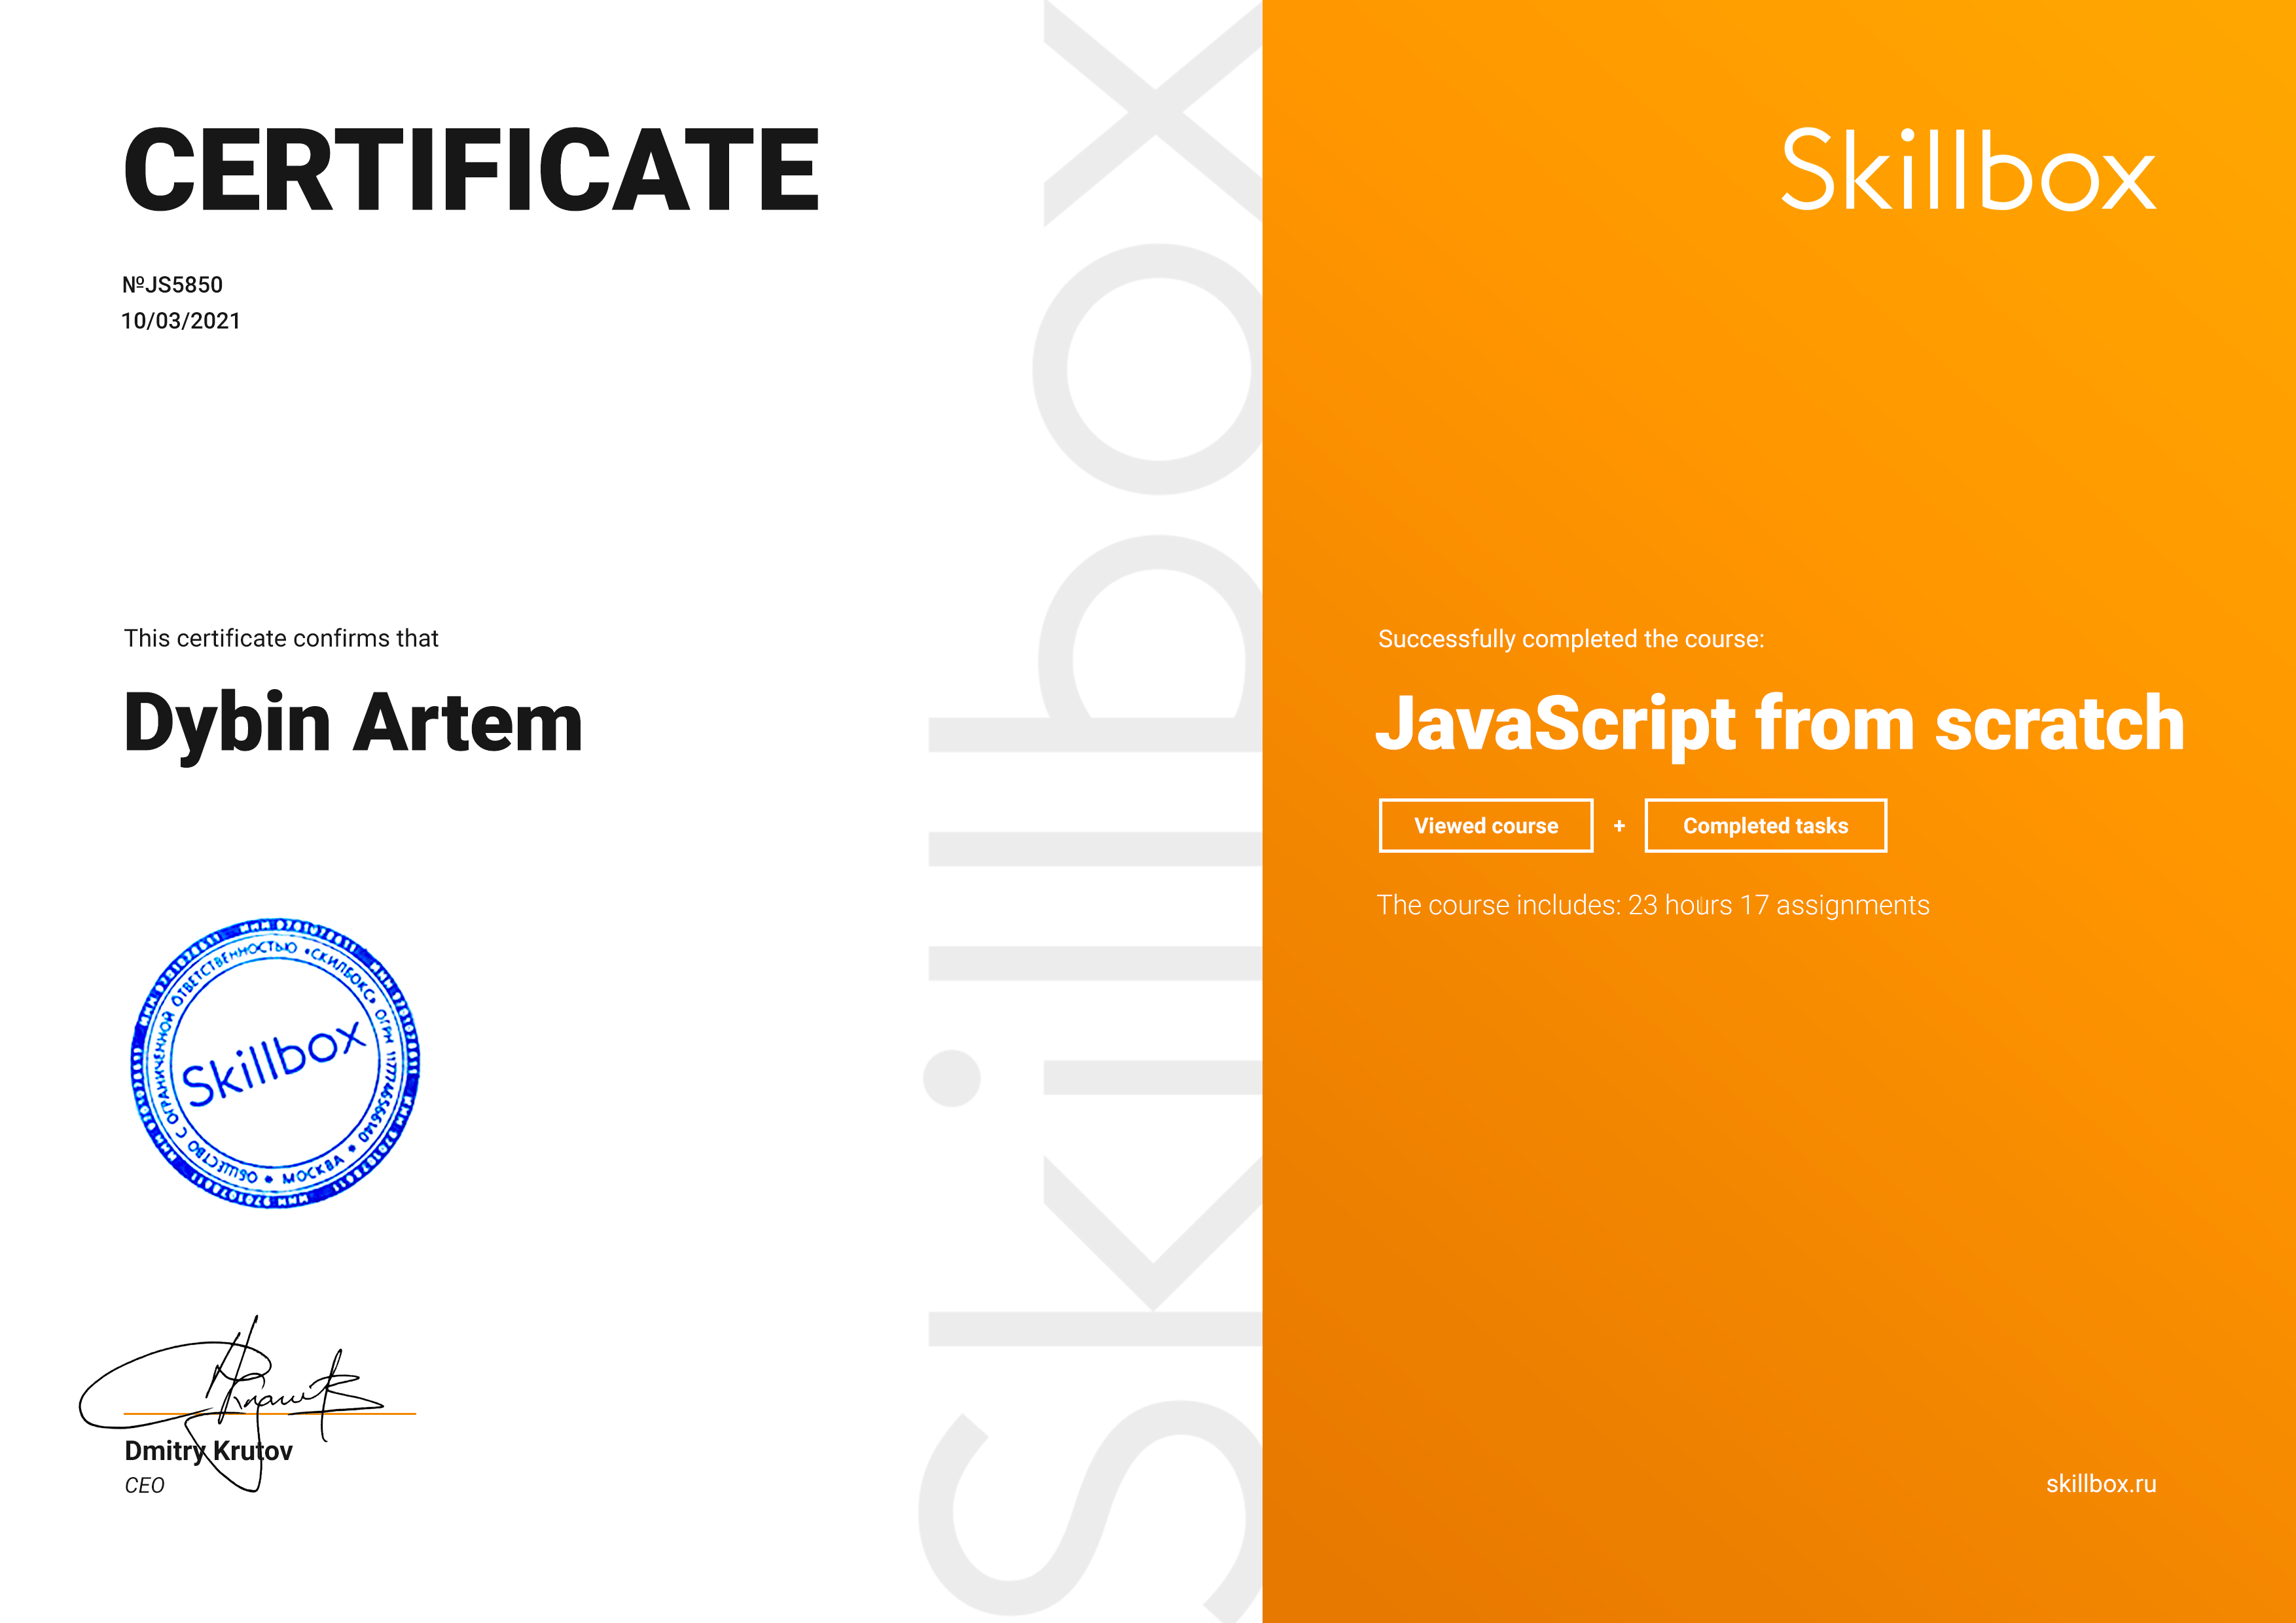 CERTIFICATE
№JS5850
10/03/2021
This certificate confirms that
Dybin Artem
ОБЩЕСТВО С ОГРАНИЧЕННОЙ ОТВЕТСТВЕННОСТЬЮ «СКИЛБОКС» ОГРН 1177746566140 * МОСКВА *
Skillbox
Dmitry Krutov
CEO
Skillbox
Skillbox
Successfully completed the course:
JavaScript from scratch
Viewed course + Completed tasks
The course includes: 23 hours 17 assignments
skillbox.ru